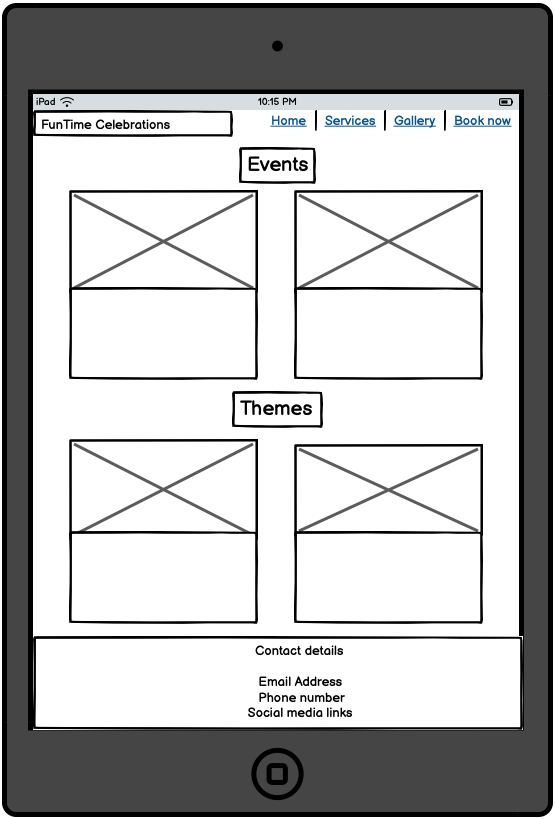 iPad 10:15 PM
FunTime Celebrations Home Services Gallery Book now
Events
Themes
Contact details
Email Address
Phone number
Social media links